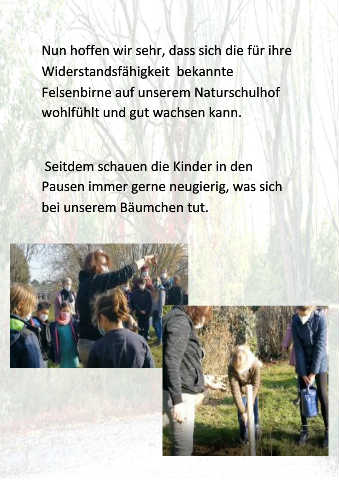 Nun hoffen wir sehr, dass sich die für ihre
Widerstandsfähigkeit bekannte
Felsenbirne auf unserem Naturschulhof
wohlfühlt und gut wachsen kann.
Seitdem schauen die Kinder in den
Pausen immer gerne neugierig, was sich
bei unserem Bäumchen tut.